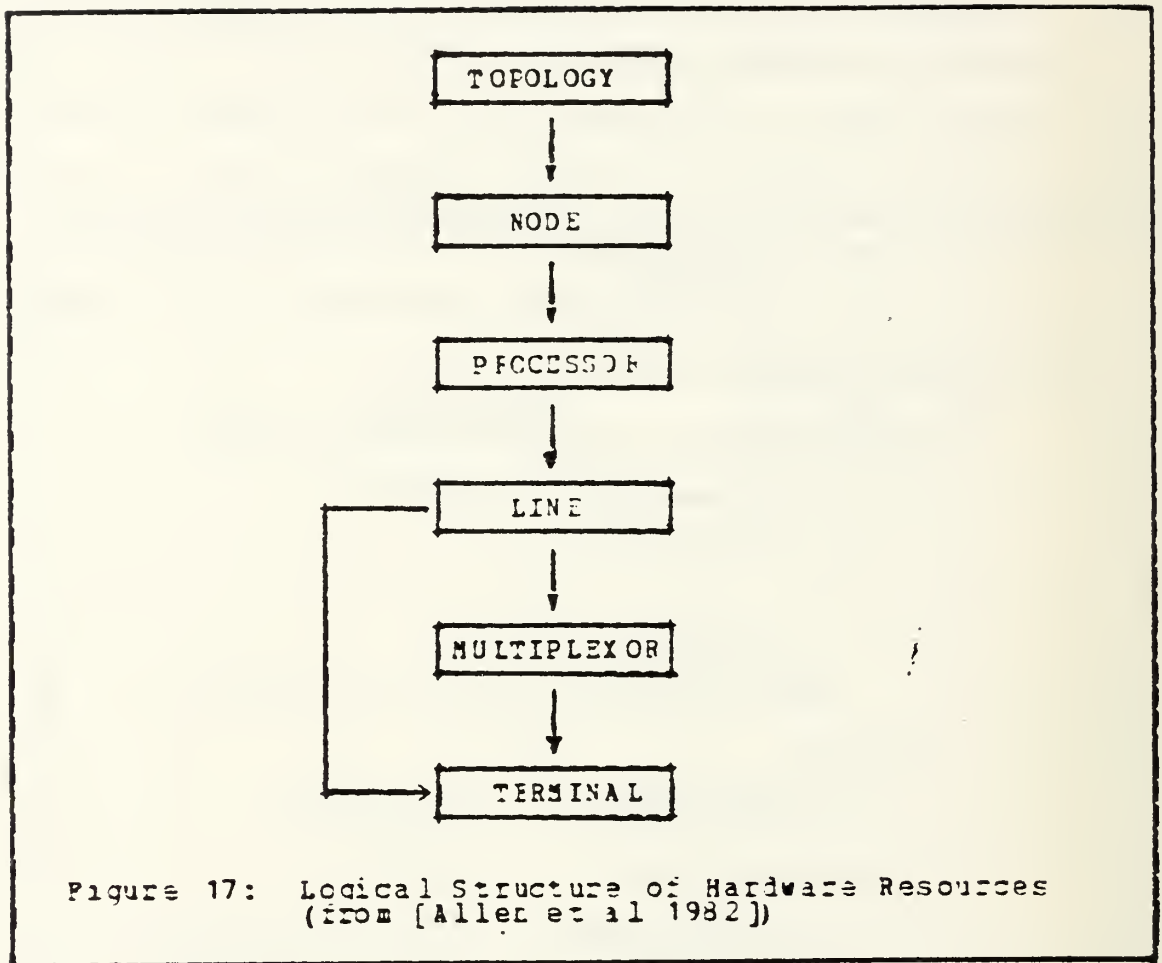 TOPOLOGY
NODE
PROCESSOR
LINE
MULTIPLEXOR
TERMINAL
Figure 17: Logical Structure of Hardware Resources
(from [Allen et al 1982])